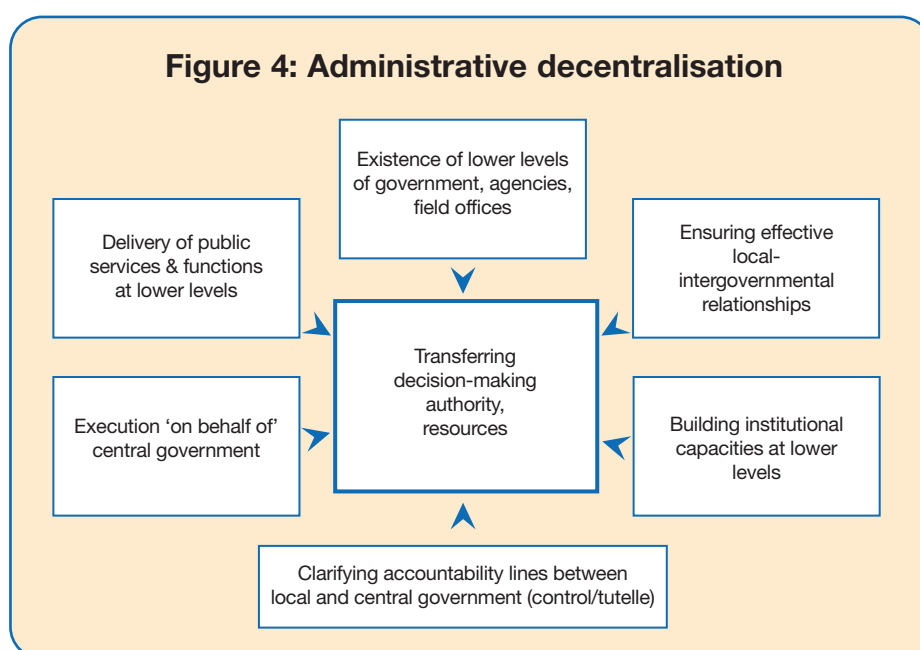 Figure 4: Administrative decentralisation
Existence of lower levels
of government, agencies,
field offices
Delivery of public
services & functions
at lower levels
Ensuring effective
local-
intergovernmental
relationships
Transferring
decision-making
authority,
resources
Execution ‘on behalf of’
central government
Building institutional
capacities at lower
levels
Clarifying accountability lines between
local and central government (control/tutelle)